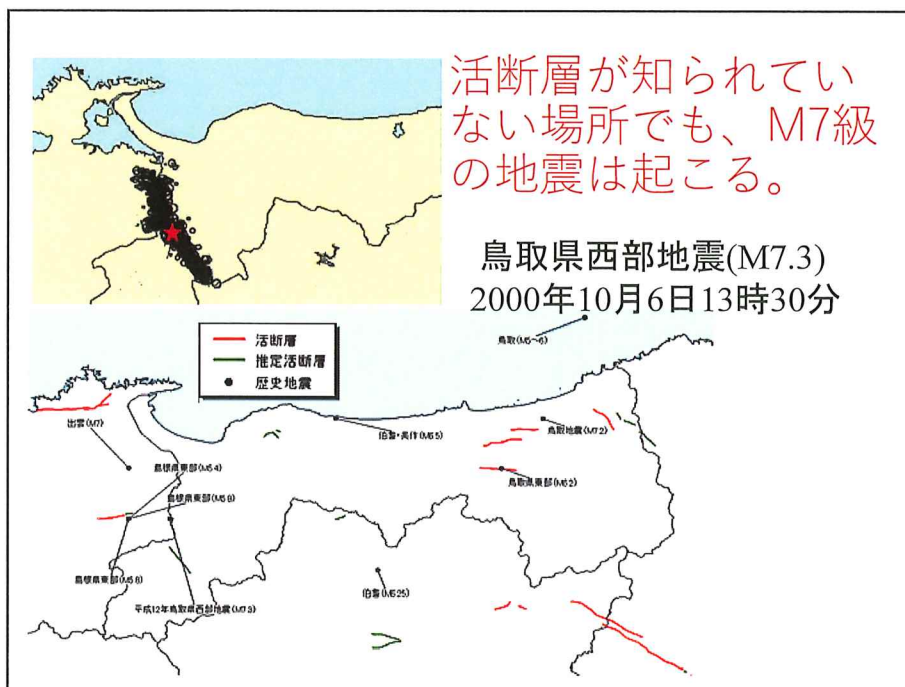 活断層が知られてい
ない場所でも、M7級
の地震は起こる。
鳥取県西部地震(M7.3)
2000年10月6日13時30分
活断層
推定活断層
歴史地震
鳥取(M5～6)
出雲(M7)
伯耆・美作(M6.5)
鳥取地震(M7.2)
島根県東部(M5.4)
鳥取県東部(M6.2)
島根県東部(M5.8)
島根県東部(M5.8)
伯耆(M6.25)
平成12年鳥取県西部地震(M7.3)